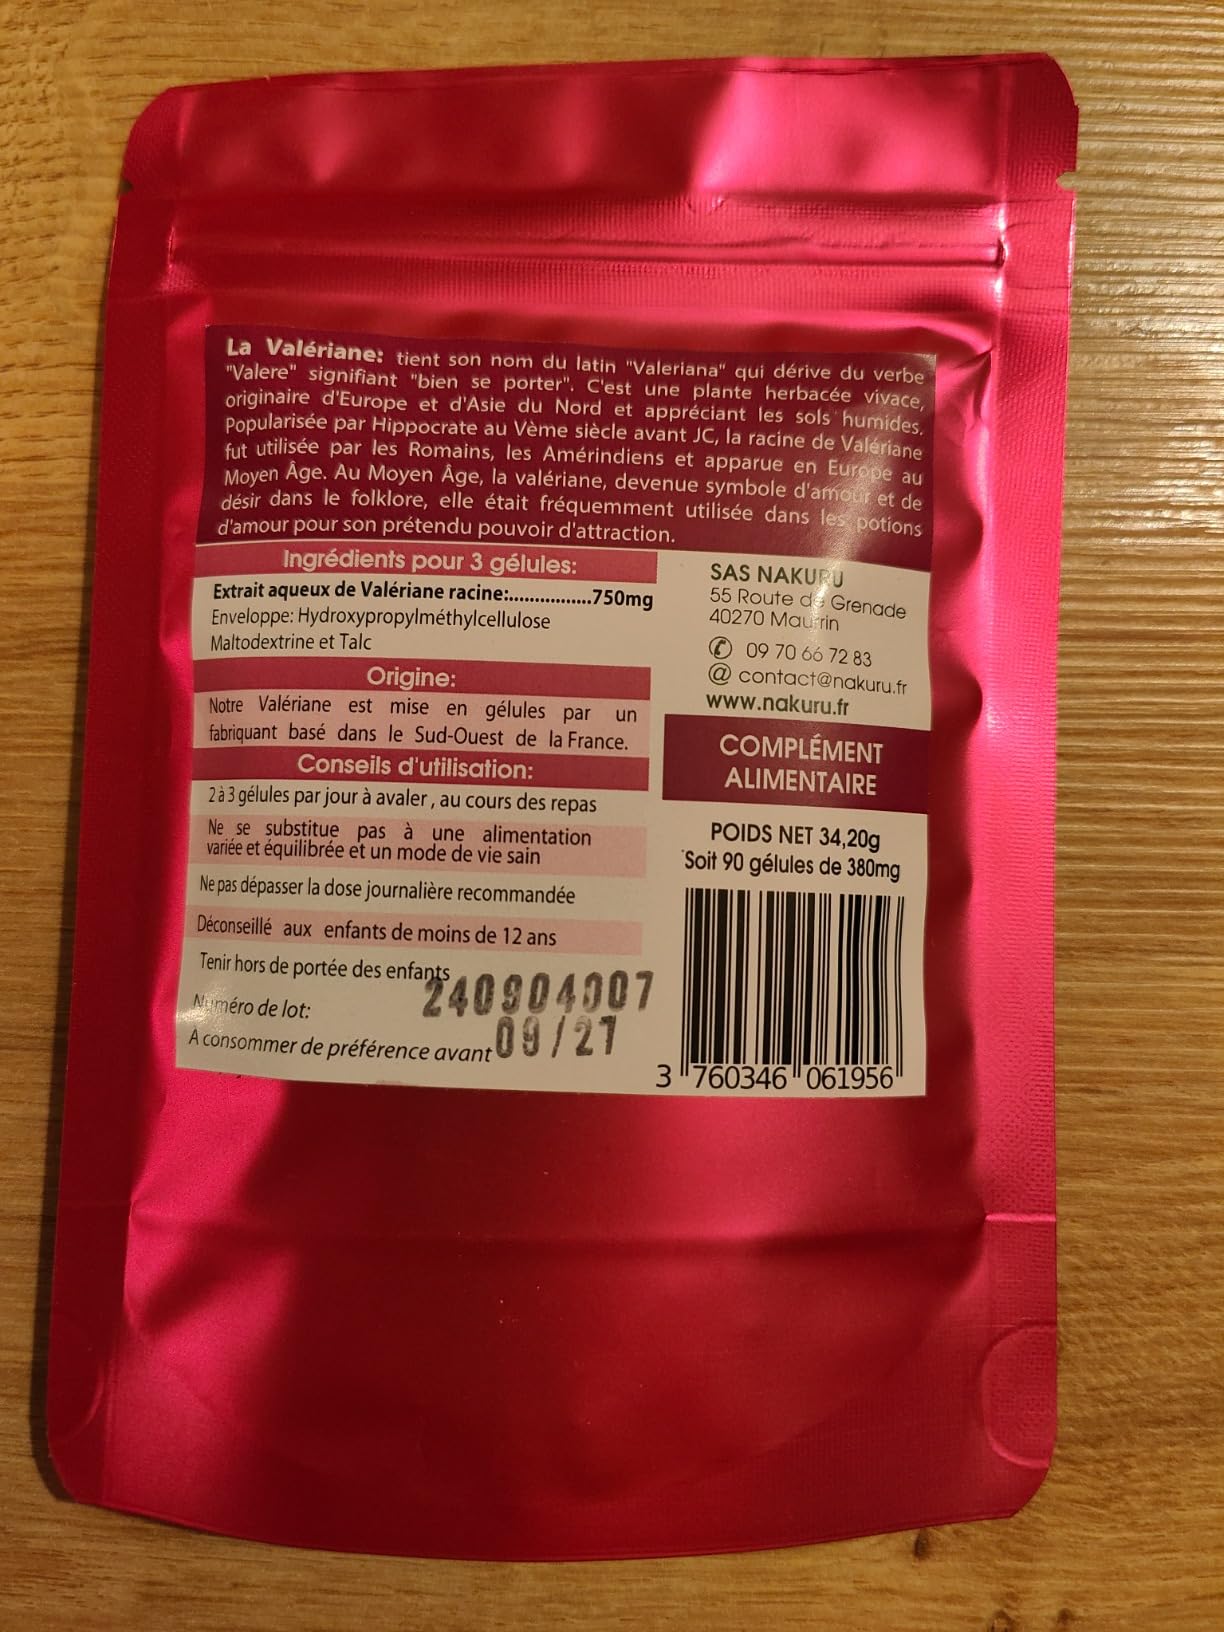 La Valériane: tient son nom du latin "Valeriana" qui dérive du verbe
"Valere" signifiant "bien se porter". C'est une plante herbacée vivace,
originaire d'Europe et d'Asie du Nord et appréciant les sols humides.
Popularisée par Hippocrate au Vème siècle avant JC, la racine de Valériane
fut utilisée par les Romains, les Amérindiens et apparue en Europe au
Moyen Âge. Au Moyen Âge, la valériane, devenue symbole d'amour et de
désir dans le folklore, elle était fréquemment utilisée dans les potions
d'amour pour son prétendu pouvoir d'attraction.
Ingrédients pour 3 gélules:
Extrait aqueux de Valériane racine:................750mg
Enveloppe: Hydroxypropylméthylcellulose
Maltodextrine et Talc
Origine:
Notre Valériane est mise en gélules par un
fabriquant basé dans le Sud-Ouest de la France.
Conseils d'utilisation:
2 à 3 gélules par jour à avaler , au cours des repas
Ne se substitue pas à une alimentation
variée et équilibrée et un mode de vie sain
Ne pas dépasser la dose journalière recommandée
Déconseillé aux enfants de moins de 12 ans
Tenir hors de portée des enfants
Numéro de lot: 240904007
A consommer de préférence avant 09/27
SAS NAKURU
55 Route de Grenade
40270 Maurrin
09 70 66 72 83
@ contact@nakuru.fr
www.nakuru.fr
COMPLÉMENT
ALIMENTAIRE
POIDS NET 34,20g
Soit 90 gélules de 380mg
3 760346 061956